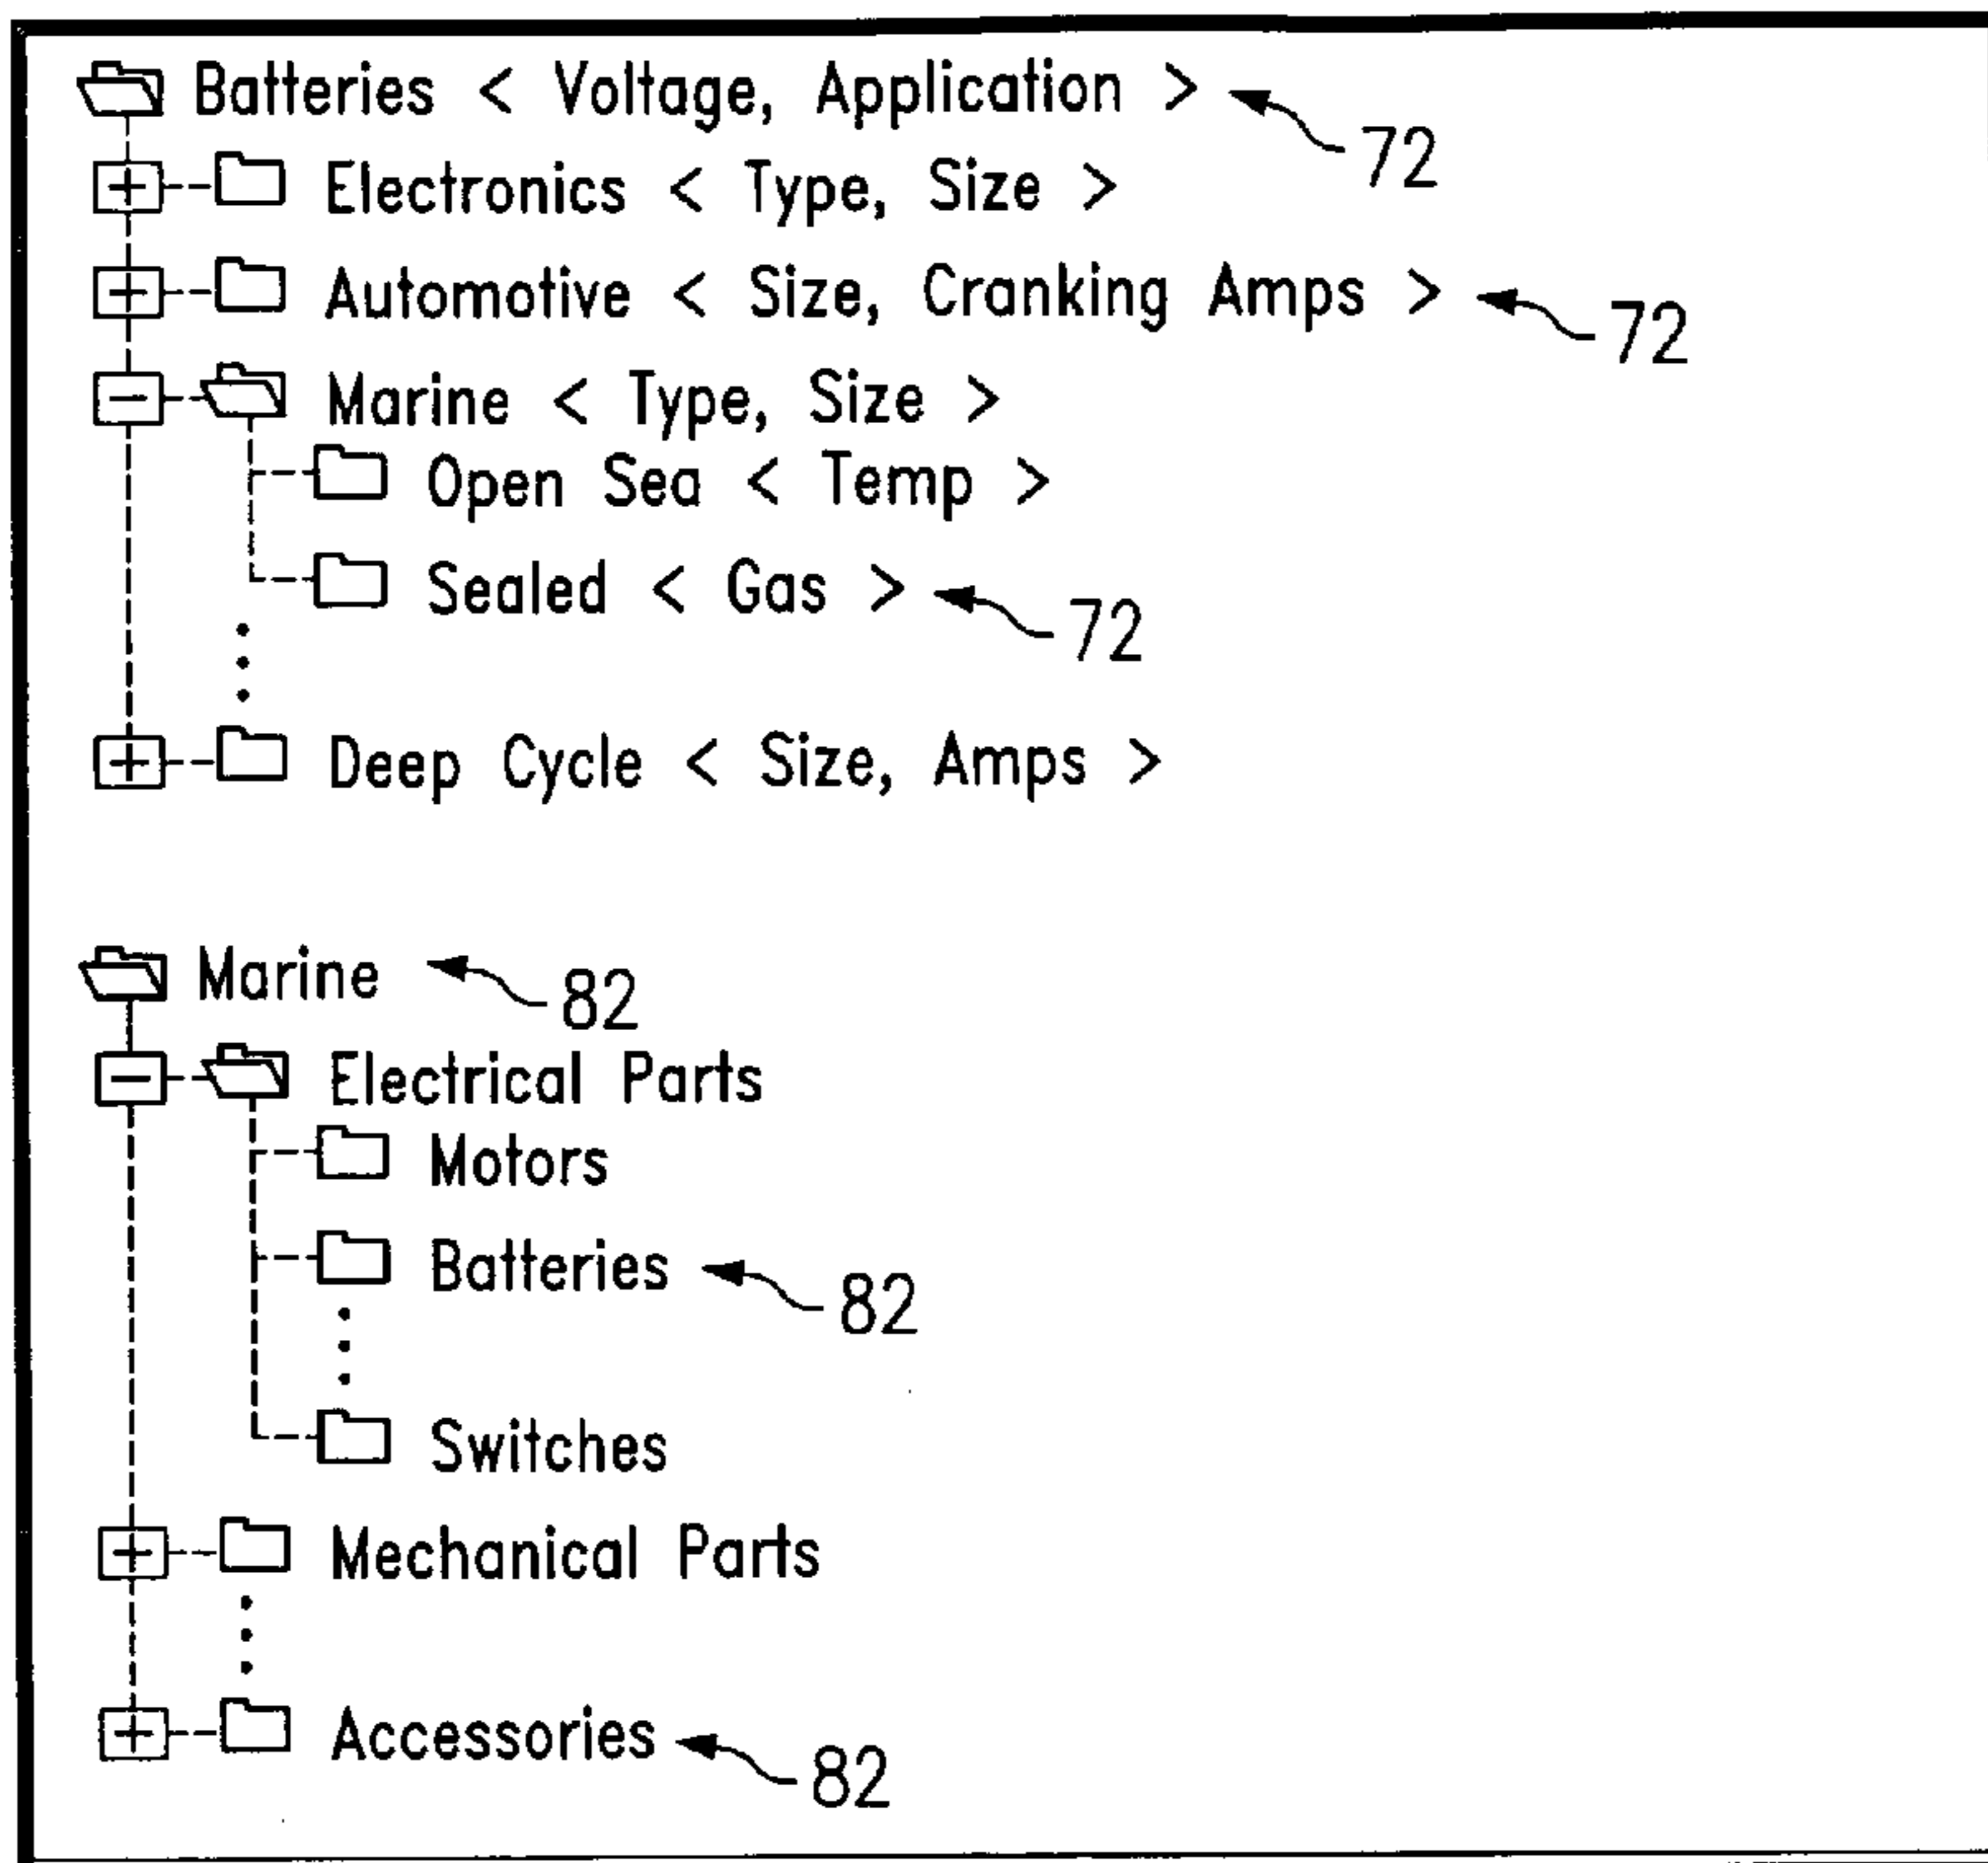 Batteries < Voltage, Application > 72
Electronics < Type, Size >
Automotive < Size, Cranking Amps > 72
Marine < Type, Size >
Open Sea < Temp >
Sealed < Gas > 72
Deep Cycle < Size, Amps >
Marine 82
Electrical Parts
Motors
Batteries 82
Switches
Mechanical Parts
Accessories 82